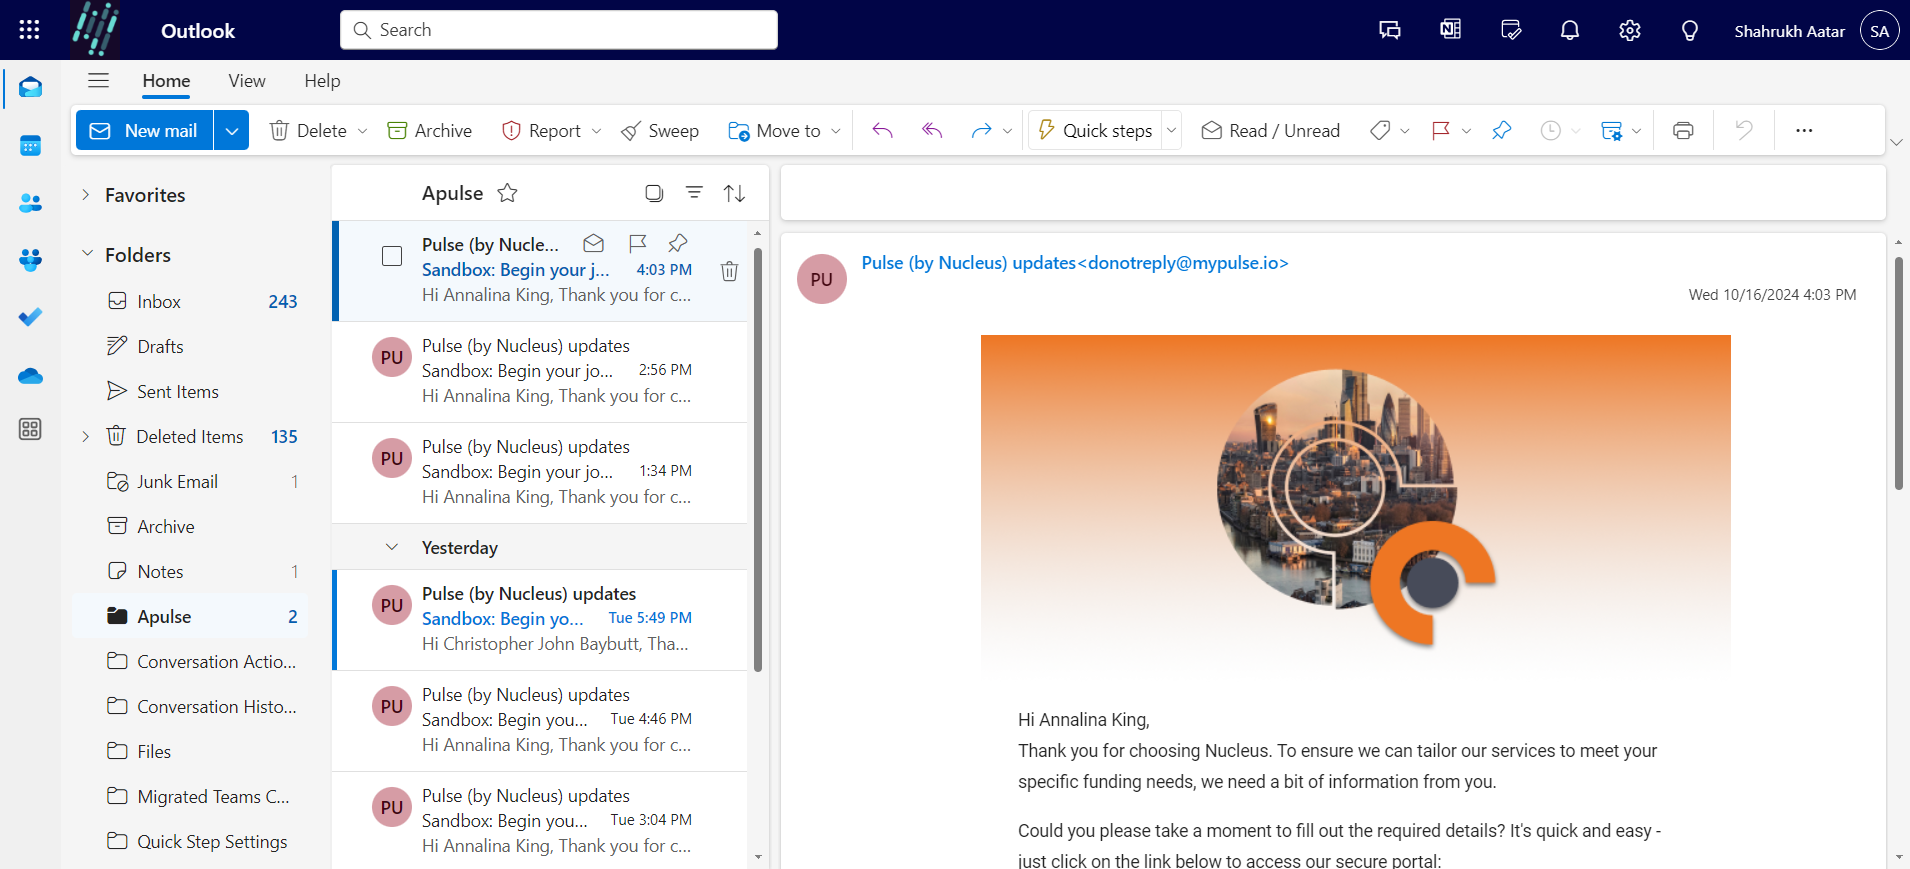 Outlook
Search
Shahrukh Aatar
SA
Home
View
Help
New mail
Delete
Archive
Report
Sweep
Move to
Quick steps
Read / Unread
Favorites
Folders
Inbox 243
Drafts
Sent Items
Deleted Items 135
Junk Email 1
Archive
Notes 1
Apulse 2
Conversation Actio...
Conversation Histo...
Files
Migrated Teams C...
Quick Step Settings
Apulse
Pulse (by Nucle...
Sandbox: Begin your j... 4:03 PM
Hi Annalina King, Thank you for c...
PU
Pulse (by Nucleus) updates
Sandbox: Begin your jo... 2:56 PM
Hi Annalina King, Thank you for c...
PU
Pulse (by Nucleus) updates
Sandbox: Begin your jo... 1:34 PM
Hi Annalina King, Thank you for c...
Yesterday
PU
Pulse (by Nucleus) updates
Sandbox: Begin yo... Tue 5:49 PM
Hi Christopher John Baybutt, Tha...
PU
Pulse (by Nucleus) updates
Sandbox: Begin you... Tue 4:46 PM
Hi Annalina King, Thank you for c...
PU
Pulse (by Nucleus) updates
Sandbox: Begin you... Tue 3:04 PM
Hi Annalina King, Thank you for c...
PU
Pulse (by Nucleus) updates<donotreply@mypulse.io>
Wed 10/16/2024 4:03 PM
Hi Annalina King,
Thank you for choosing Nucleus. To ensure we can tailor our services to meet your
specific funding needs, we need a bit of information from you.
Could you please take a moment to fill out the required details? It's quick and easy -
just click on the link below to access our secure portal: